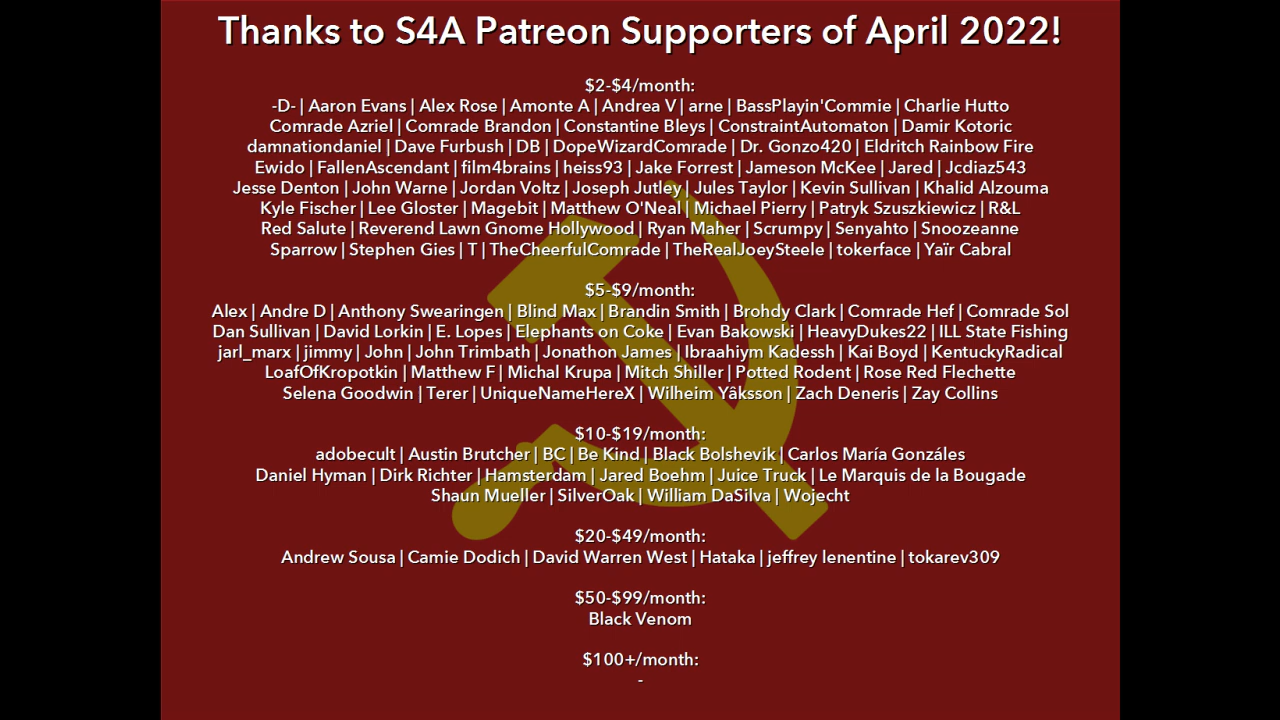 Thanks to S4A Patreon Supporters of April 2022!
$2-$4/month:
-D- | Aaron Evans | Alex Rose | Amonte A | Andrea V | arne | BassPlayin'Commie | Charlie Hutto
Comrade Azriel | Comrade Brandon | Constantine Bleys | ConstraintAutomaton | Damir Kotoric
damnationdaniel | Dave Furbush | DB | DopeWizardComrade | Dr. Gonzo420 | Eldritch Rainbow Fire
Ewido | FallenAscendant | film4brains | heiss93 | Jake Forrest | Jameson McKee | Jared | Jcdiaz543
Jesse Denton | John Warne | Jordan Voltz | Joseph Jutley | Jules Taylor | Kevin Sullivan | Khalid Alzouma
Kyle Fischer | Lee Gloster | Magebit | Matthew O'Neal | Michael Pierry | Patryk Szuszkiewicz | R&L
Red Salute | Reverend Lawn Gnome Hollywood | Ryan Maher | Scrumpy | Senyahto | Snoozeanne
Sparrow | Stephen Gies | T | TheCheerfulComrade | TheRealJoeySteele | tokerface | Yaïr Cabral
$5-$9/month:
Alex | Andre D | Anthony Swearingen | Blind Max | Brandin Smith | Brohdy Clark | Comrade Hef | Comrade Sol
Dan Sullivan | David Lorkin | E. Lopes | Elephants on Coke | Evan Bakowski | HeavyDukes22 | ILL State Fishing
jarl_marx | jimmy | John | John Trimbath | Jonathon James | Ibraahiym Kadessh | Kai Boyd | KentuckyRadical
LoafOfKropotkin | Matthew F | Michal Krupa | Mitch Shiller | Potted Rodent | Rose Red Flechette
Selena Goodwin | Terer | UniqueNameHereX | Wilheim Yâksson | Zach Deneris | Zay Collins
$10-$19/month:
adobecult | Austin Brutcher | BC | Be Kind | Black Bolshevik | Carlos María Gonzáles
Daniel Hyman | Dirk Richter | Hamsterdam | Jared Boehm | Juice Truck | Le Marquis de la Bougade
Shaun Mueller | SilverOak | William DaSilva | Wojecht
$20-$49/month:
Andrew Sousa | Camie Dodich | David Warren West | Hataka | jeffrey lenentine | tokarev309
$50-$99/month:
Black Venom
$100+/month:
-